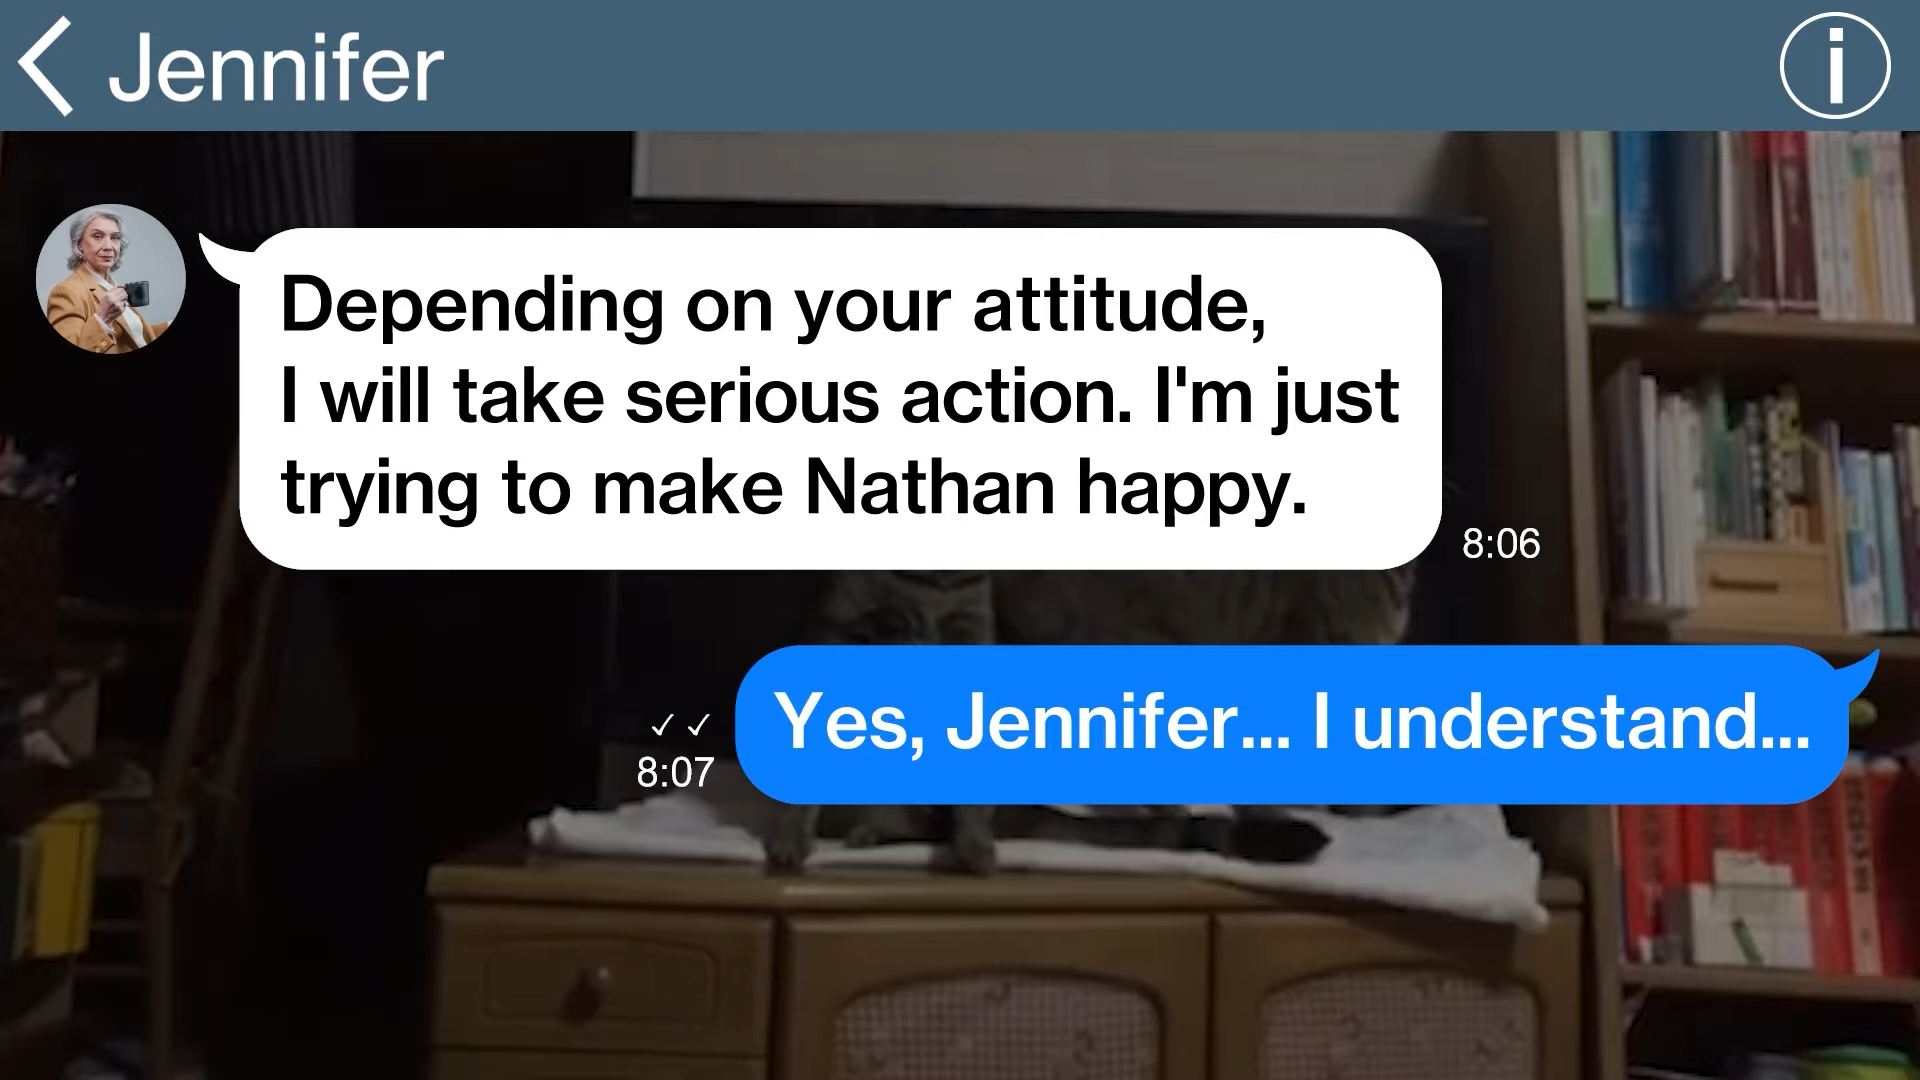 Jennifer
Depending on your attitude,
I will take serious action. I'm just
trying to make Nathan happy.
8:06
Yes, Jennifer... I understand...
✓✓
8:07